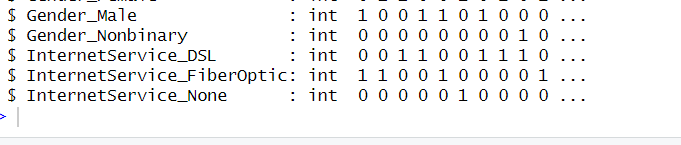 $ Gender_Male : int 1 0 0 1 1 0 1 0 0 0 ...
$ Gender_Nonbinary : int 0 0 0 0 0 0 0 0 1 0 ...
$ InternetService_DSL : int 0 0 1 1 0 0 1 1 1 0 ...
$ InternetService_FiberOptic: int 1 1 0 0 1 0 0 0 0 1 ...
$ InternetService_None : int 0 0 0 0 0 1 0 0 0 0 ...
>